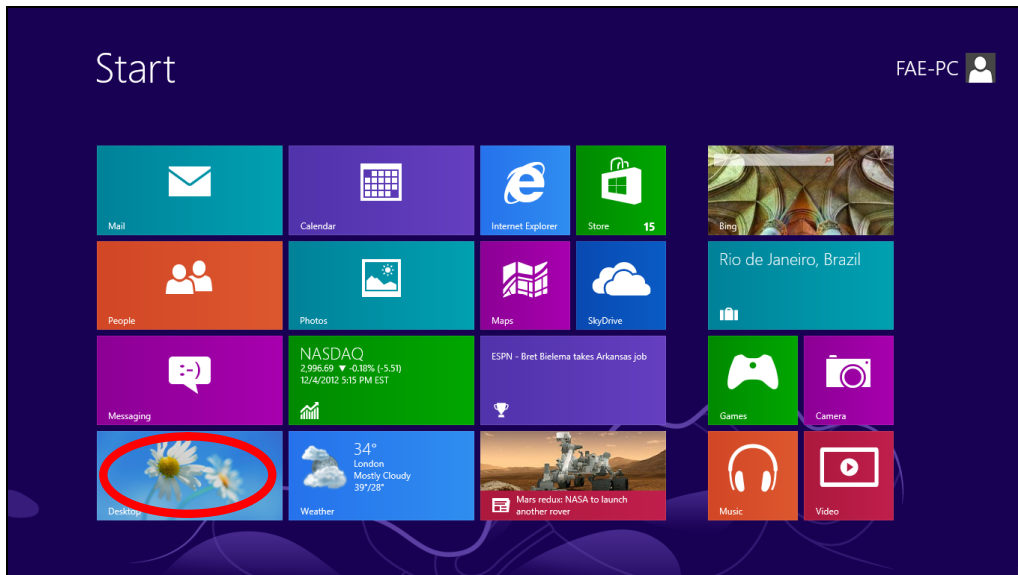 Start
FAE-PC
Mail
Calendar
Internet Explorer
Store
15
Bing
People
Photos
Maps
SkyDrive
Rio de Janeiro, Brazil
Messaging
NASDAQ
2,996.69 ▼ -0.18% (-5.51)
12/4/2012 5:15 PM EST
ESPN - Bret Bielema takes Arkansas job
Games
Camera
Desktop
34°
London
Mostly Cloudy
39°/28°
Weather
Mars redux: NASA to launch
another rover
Music
Video